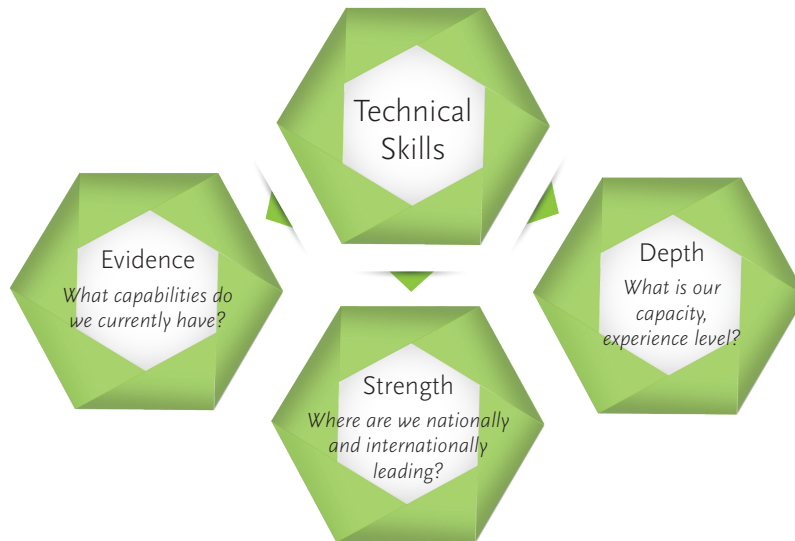 Technical
Skills
Evidence
What capabilities do
we currently have?
Depth
What is our
capacity,
experience level?
Strength
Where are we nationally
and internationally
leading?